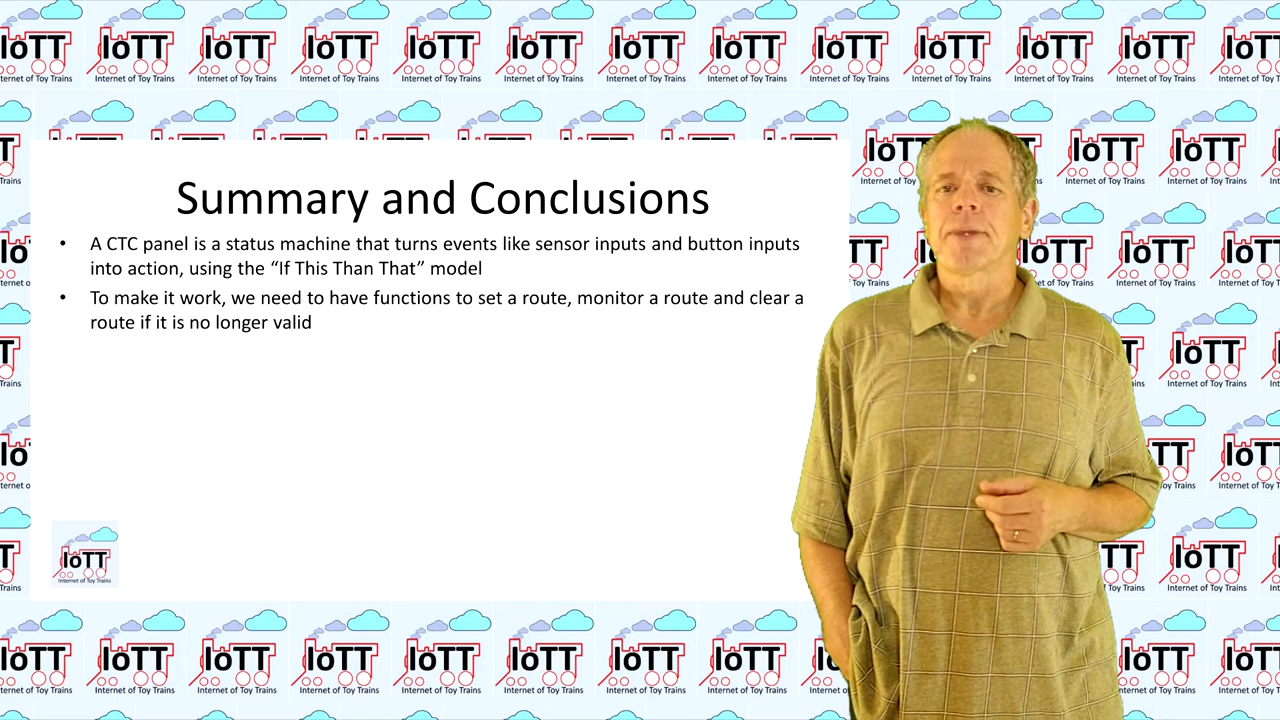 Summary and Conclusions
• A CTC panel is a status machine that turns events like sensor inputs and button inputs
into action, using the “If This Than That” model
• To make it work, we need to have functions to set a route, monitor a route and clear a
route if it is no longer valid
IoTT
Internet of Toy Trains